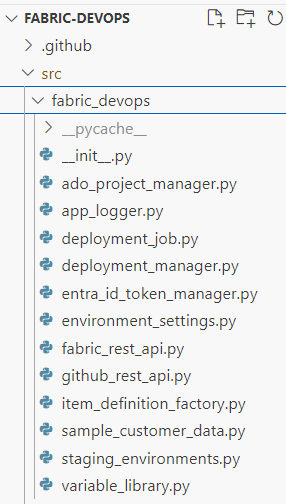 FABRIC-DEVOPS
.github
src
fabric_devops
__pycache__
__init__.py
ado_project_manager.py
app_logger.py
deployment_job.py
deployment_manager.py
entra_id_token_manager.py
environment_settings.py
fabric_rest_api.py
github_rest_api.py
item_definition_factory.py
sample_customer_data.py
staging_environments.py
variable_library.py